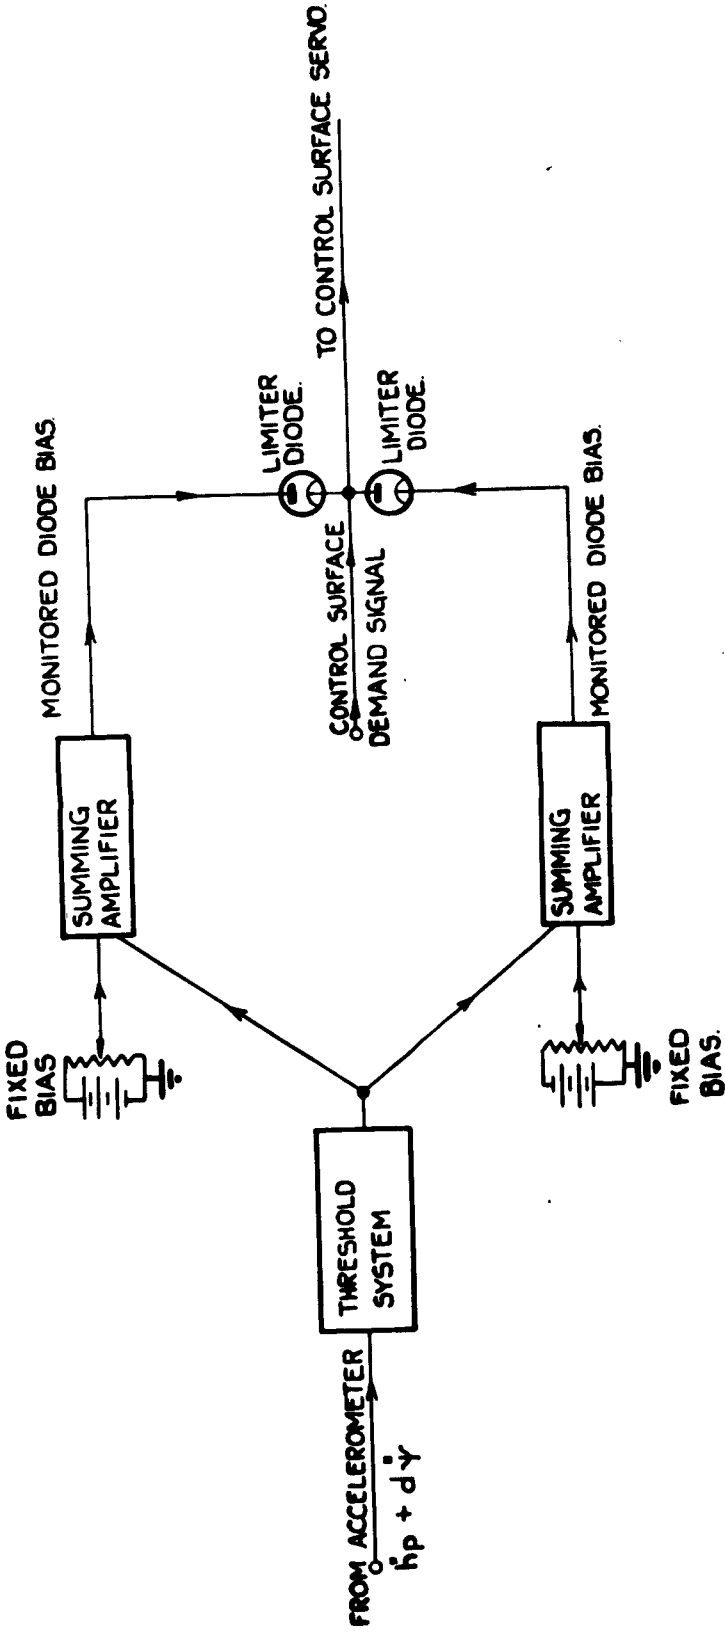 FROM ACCELEROMETER
ḧp + dψ̈
THRESHOLD
SYSTEM
FIXED
BIAS
SUMMING
AMPLIFIER
MONITORED DIODE BIAS.
LIMITER
DIODE.
CONTROL SURFACE
DEMAND SIGNAL
TO CONTROL SURFACE SERVO.
LIMITER
DIODE.
FIXED
BIAS.
SUMMING
AMPLIFIER
MONITORED DIODE BIAS.